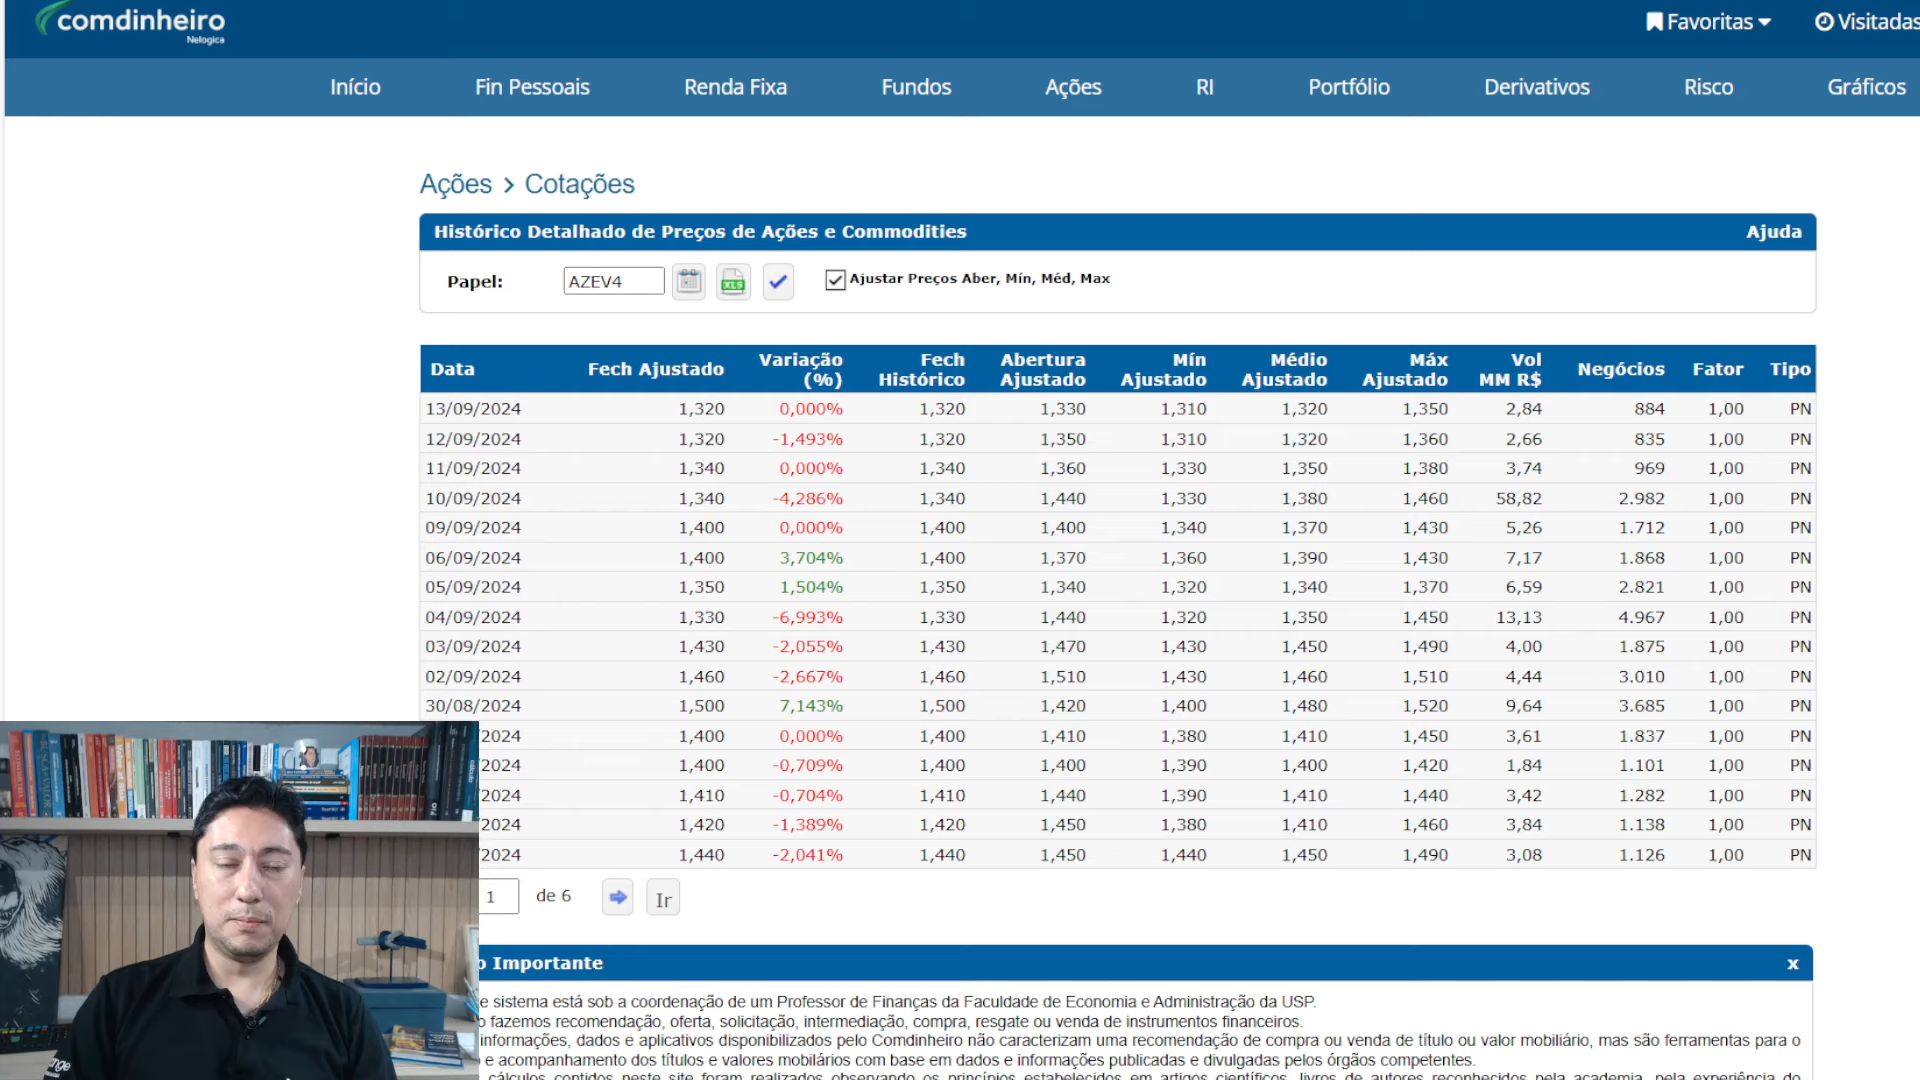 comdinheiro
Nelogica
Favoritas
Visitadas
Início Fin Pessoais Renda Fixa Fundos Ações RI Portfólio Derivativos Risco Gráficos
Ações > Cotações
Histórico Detalhado de Preços de Ações e Commodities Ajuda
Papel: AZEV4 XLS Ajustar Preços Aber, Mín, Méd, Max
Data Fech Ajustado Variação (%) Fech Histórico Abertura Ajustado Mín Ajustado Médio Ajustado Máx Ajustado Vol MM R$ Negócios Fator Tipo
13/09/2024 1,320 0,000% 1,320 1,330 1,310 1,320 1,350 2,84 884 1,00 PN
12/09/2024 1,320 -1,493% 1,320 1,350 1,310 1,320 1,360 2,66 835 1,00 PN
11/09/2024 1,340 0,000% 1,340 1,360 1,330 1,350 1,380 3,74 969 1,00 PN
10/09/2024 1,340 -4,286% 1,340 1,440 1,330 1,380 1,460 58,82 2.982 1,00 PN
09/09/2024 1,400 0,000% 1,400 1,400 1,340 1,370 1,430 5,26 1.712 1,00 PN
06/09/2024 1,400 3,704% 1,400 1,370 1,360 1,390 1,430 7,17 1.868 1,00 PN
05/09/2024 1,350 1,504% 1,350 1,340 1,320 1,340 1,370 6,59 2.821 1,00 PN
04/09/2024 1,330 -6,993% 1,330 1,440 1,320 1,350 1,450 13,13 4.967 1,00 PN
03/09/2024 1,430 -2,055% 1,430 1,470 1,430 1,450 1,490 4,00 1.875 1,00 PN
02/09/2024 1,460 -2,667% 1,460 1,510 1,430 1,460 1,510 4,44 3.010 1,00 PN
30/08/2024 1,500 7,143% 1,500 1,420 1,400 1,480 1,520 9,64 3.685 1,00 PN
/2024 1,400 0,000% 1,400 1,410 1,380 1,410 1,450 3,61 1.837 1,00 PN
/2024 1,400 -0,709% 1,400 1,400 1,390 1,400 1,420 1,84 1.101 1,00 PN
/2024 1,410 -0,704% 1,410 1,440 1,390 1,410 1,440 3,42 1.282 1,00 PN
/2024 1,420 -1,389% 1,420 1,450 1,380 1,410 1,460 3,84 1.138 1,00 PN
/2024 1,440 -2,041% 1,440 1,450 1,440 1,450 1,490 3,08 1.126 1,00 PN
1 de 6 Ir
o Importante x
e sistema está sob a coordenação de um Professor de Finanças da Faculdade de Economia e Administração da USP.
o fazemos recomendação, oferta, solicitação, intermediação, compra, resgate ou venda de instrumentos financeiros.
informações, dados e aplicativos disponibilizados pelo Comdinheiro não caracterizam uma recomendação de compra ou venda de título ou valor mobiliário, mas são ferramentas para o
e acompanhamento dos títulos e valores mobiliários com base em dados e informações publicadas e divulgadas pelos órgãos competentes.
cálculos contidos neste site foram realizados observando os princípios estabelecidos em artigos científicos, livros de autores reconhecidos pela academia, pela experiência do